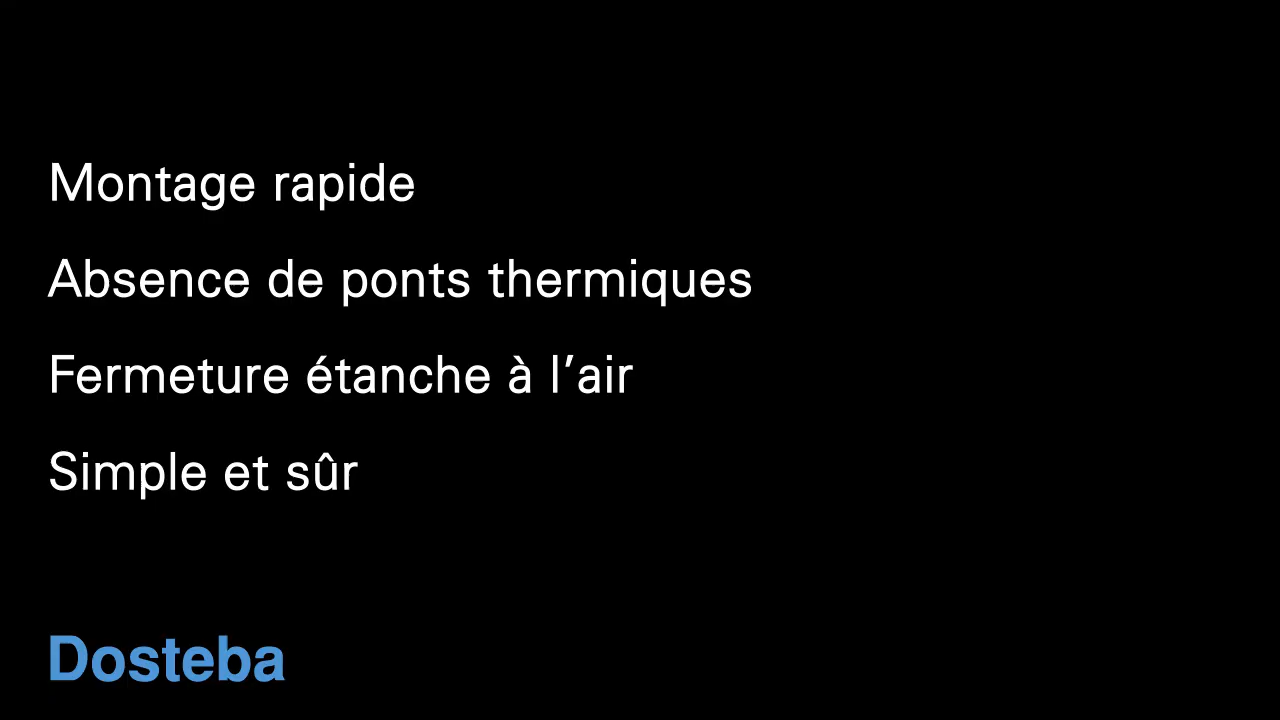 Montage rapide
Absence de ponts thermiques
Fermeture étanche à l’air
Simple et sûr
Dosteba